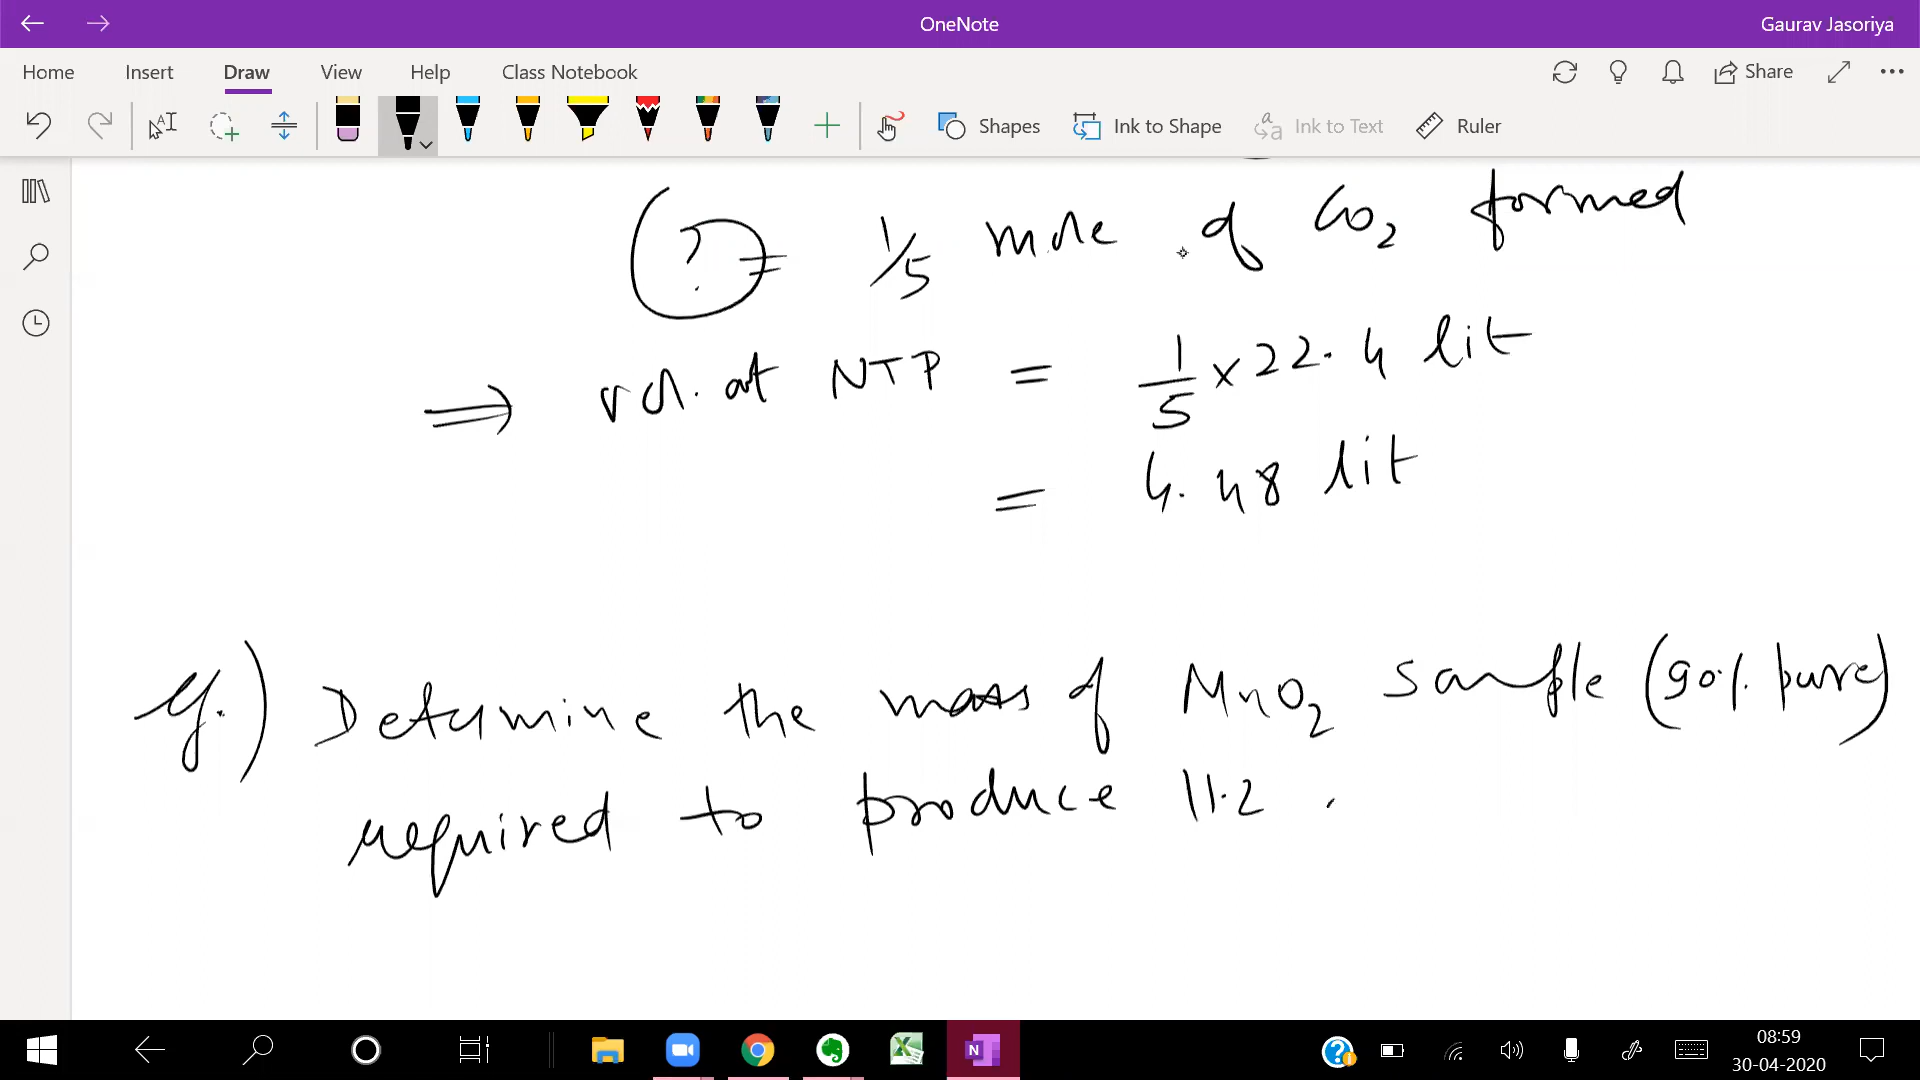 OneNote
Gaurav Jasoriya
Home Insert Draw View Help Class Notebook Share
Shapes Ink to Shape Ink to Text Ruler
? = 1/5 mole of CO2 formed
⟹ vol. at NTP = 1/5 × 22.4 lit
= 4.48 lit
Determine the mass of MnO2 sample (90% pure)
required to produce 11.2
08:59
30-04-2020